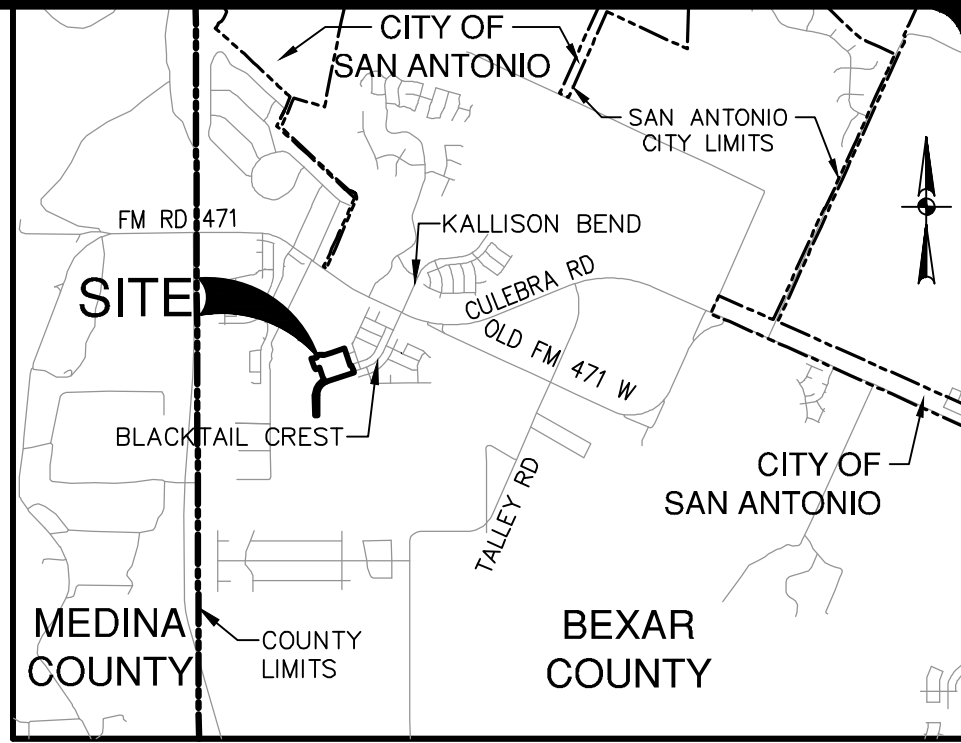 CITY OF
SAN ANTONIO
SAN ANTONIO
CITY LIMITS
FM RD 471
KALLISON BEND
SITE
CULEBRA RD
OLD FM 471 W
BLACKTAIL CREST
CITY OF
SAN ANTONIO
TALLEY RD
MEDINA
COUNTY
COUNTY
LIMITS
BEXAR
COUNTY